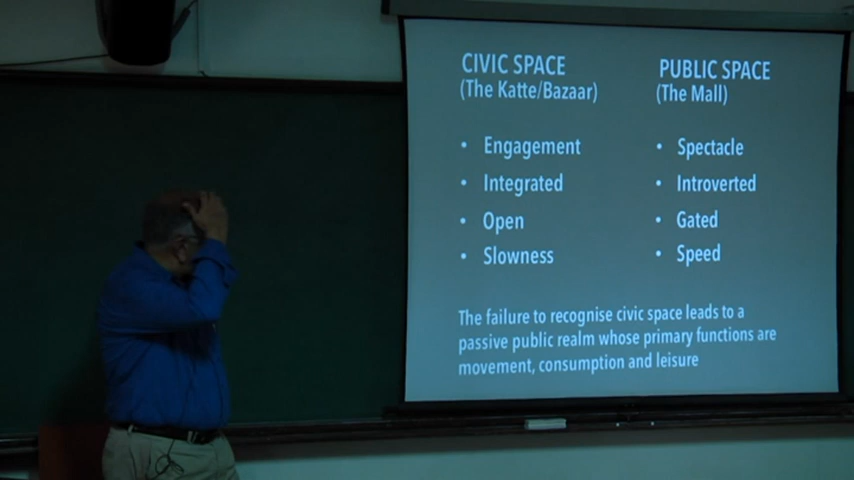 CIVIC SPACE
(The Katte/Bazaar)
• Engagement
• Integrated
• Open
• Slowness
PUBLIC SPACE
(The Mall)
• Spectacle
• Introverted
• Gated
• Speed
The failure to recognise civic space leads to a
passive public realm whose primary functions are
movement, consumption and leisure